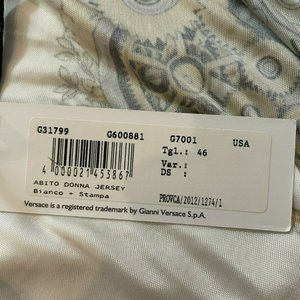 G31799 G600881 G7001 USA
Tgl.: 46
Var.:
DS :
4 000021 453867
ABITO DONNA JERSEY
Bianco + Stampa
PROVCA/2012/1274/1
Versace is a registered trademark by Gianni Versace S.p.A.